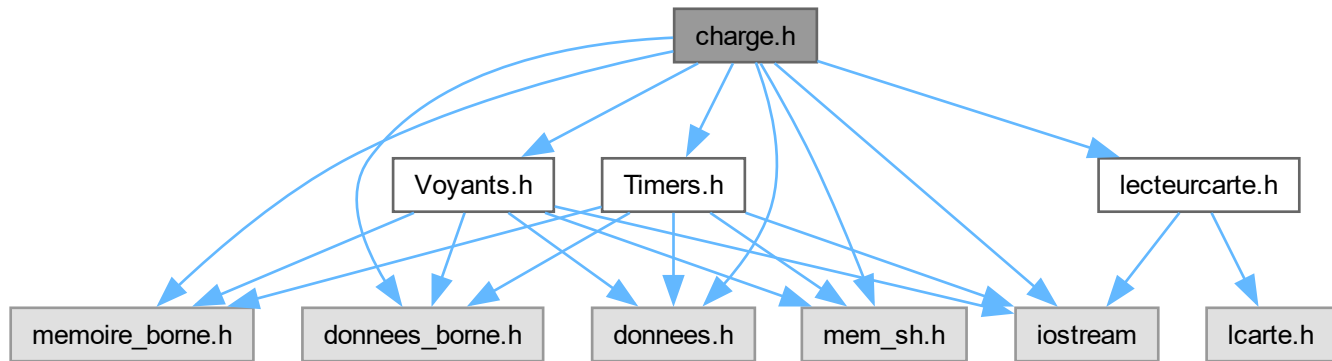 charge.h
Voyants.h
Timers.h
lecteurcarte.h
memoire_borne.h
donnees_borne.h
donnees.h
mem_sh.h
iostream
lcarte.h